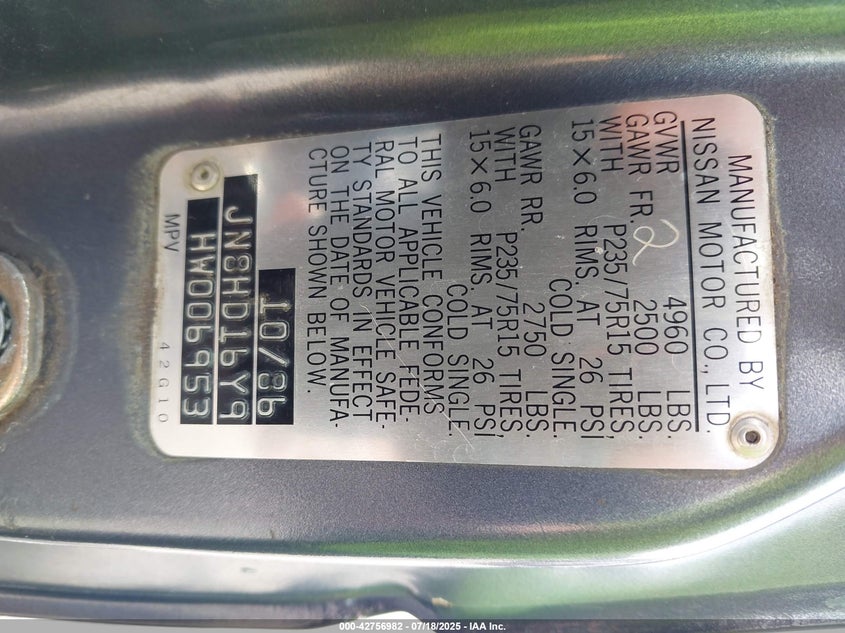 MANUFACTURED BY
NISSAN MOTOR CO., LTD.
GVWR 4960 LBS.
GAWR FR. 2500 LBS.
2
WITH P235/75R15 TIRES,
15×6.0 RIMS, AT 26 PSI
COLD SINGLE.
GAWR RR. 2750 LBS.
WITH P235/75R15 TIRES,
15×6.0 RIMS, AT 26 PSI
COLD SINGLE.
THIS VEHICLE CONFORMS
TO ALL APPLICABLE FEDE-
RAL MOTOR VEHICLE SAFE-
TY STANDARDS IN EFFECT
ON THE DATE OF MANUFA-
CTURE SHOWN BELOW.
10/86
JN8HD16Y9
HW006953
MPV 42G10
000-42756982 - 07/18/2025 - © IAA Inc.